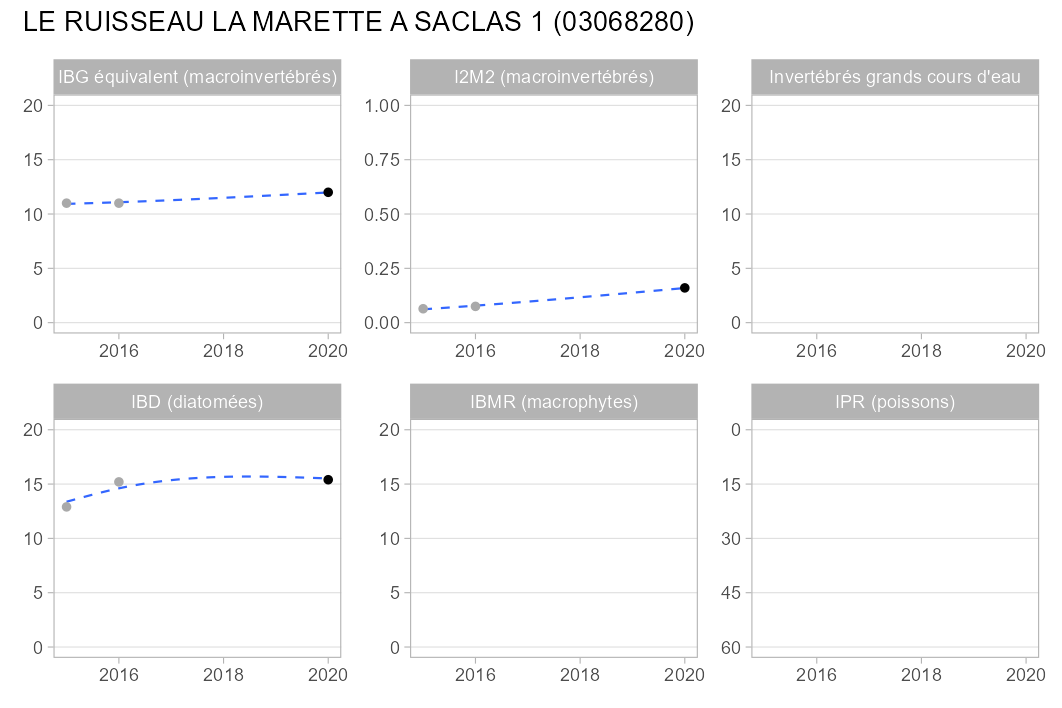 LE RUISSEAU LA MARETTE A SACLAS 1 (03068280)
IBG équivalent (macroinvertébrés)
20
15
10
5
0
2016 2018 2020
I2M2 (macroinvertébrés)
1.00
0.75
0.50
0.25
0.00
2016 2018 2020
Invertébrés grands cours d'eau
20
15
10
5
0
2016 2018 2020
IBD (diatomées)
20
15
10
5
0
2016 2018 2020
IBMR (macrophytes)
20
15
10
5
0
2016 2018 2020
IPR (poissons)
0
15
30
45
60
2016 2018 2020